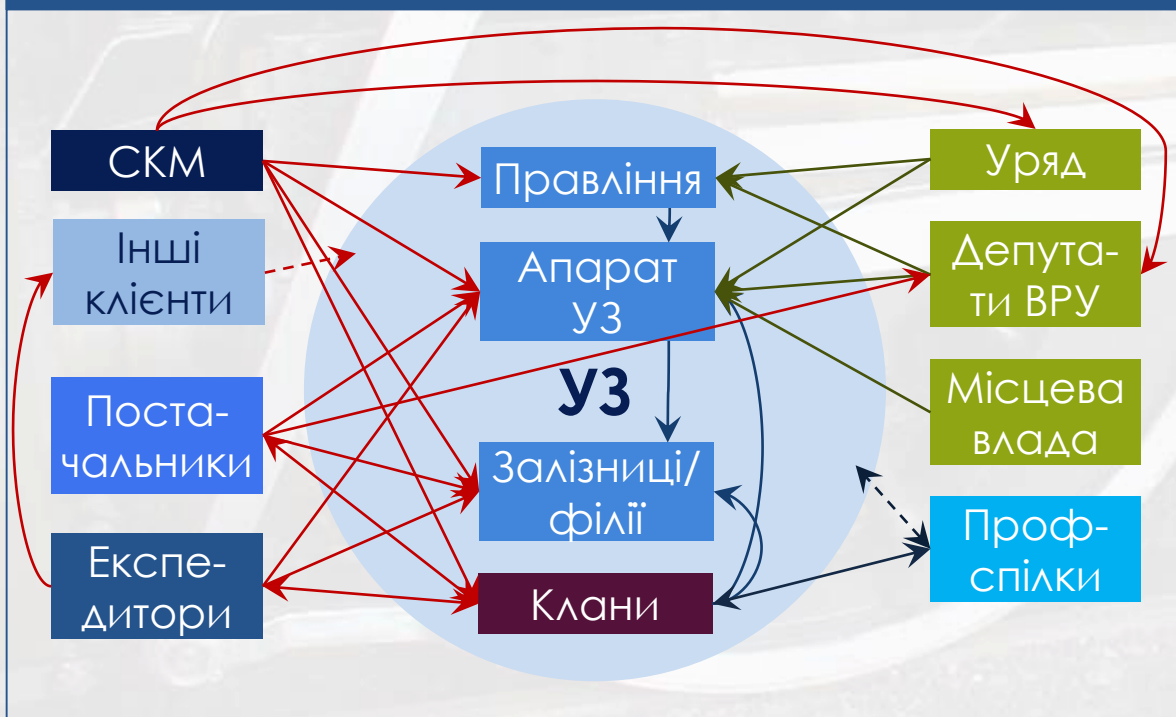 СКМ
Інші
клієнти
Поста-
чальники
Експе-
дитори
Правління
Апарат
УЗ
УЗ
Залізниці/
філії
Клани
Уряд
Депута-
ти ВРУ
Місцева
влада
Проф-
спілки